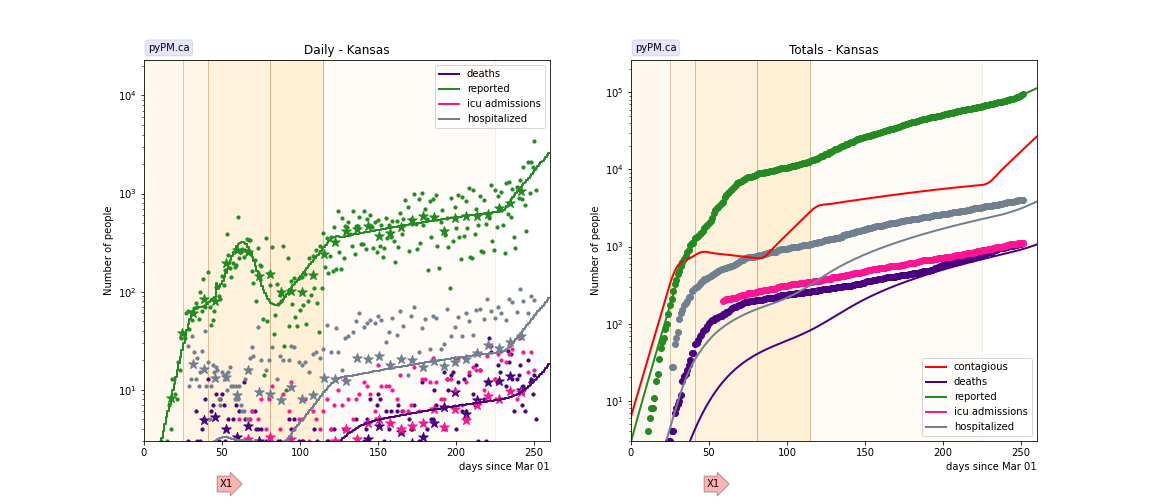 pyPM.ca
Daily - Kansas
deaths
reported
icu admissions
hospitalized
Number of people
10⁴
10³
10²
10¹
0
50
100
150
200
250
days since Mar 01
X1
pyPM.ca
Totals - Kansas
contagious
deaths
reported
icu admissions
hospitalized
Number of people
10⁵
10⁴
10³
10²
10¹
0
50
100
150
200
250
days since Mar 01
X1